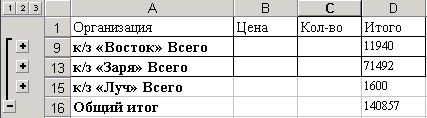 1 2 3 A B C D
1 Организация Цена Кол-во Итого
9 к/з «Восток» Всего 11940
13 к/з «Заря» Всего 71492
15 к/з «Луч» Всего 1600
16 Общий итог 140857